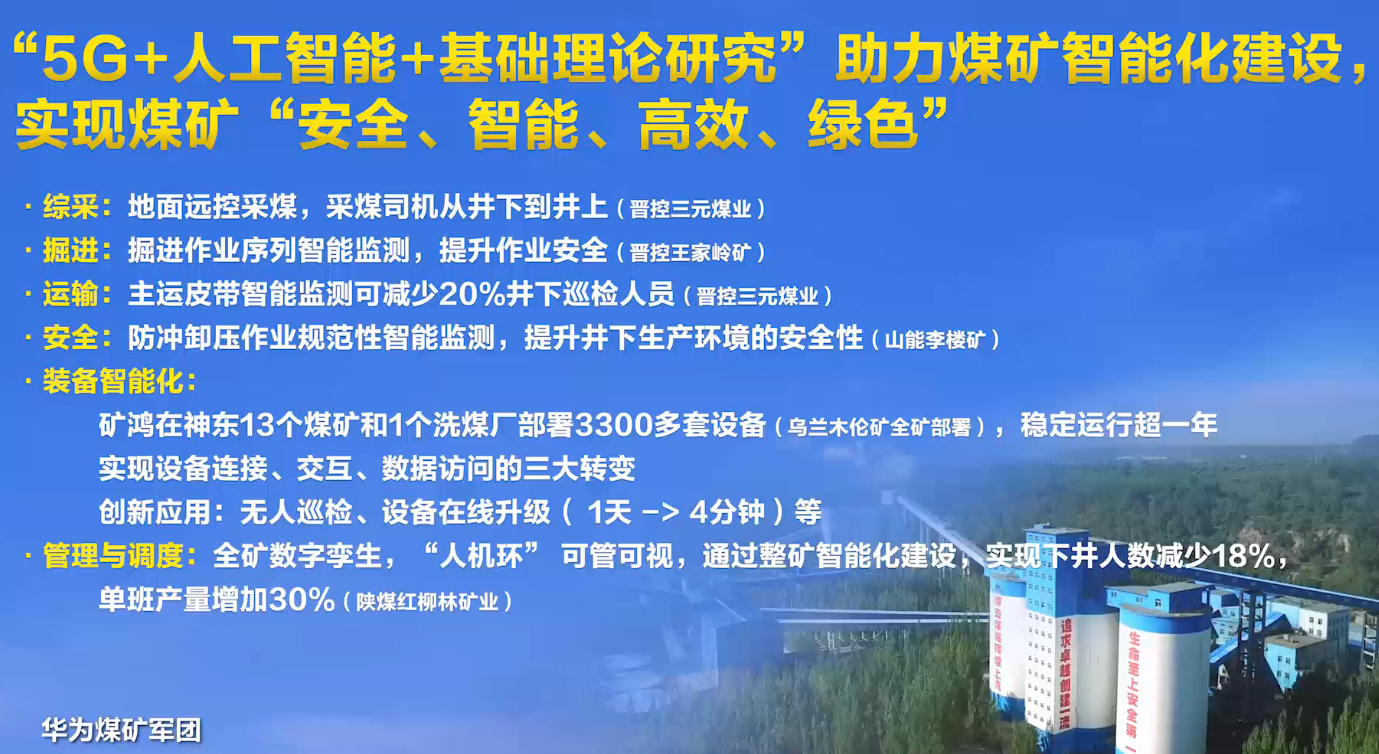 “5G+人工智能+基础理论研究”助力煤矿智能化建设，
实现煤矿“安全、智能、高效、绿色”
· 综采：地面远控采煤，采煤司机从井下到井上（晋控三元煤业）
· 掘进：掘进作业序列智能监测，提升作业安全（晋控王家岭矿）
· 运输：主运皮带智能监测可减少20%井下巡检人员（晋控三元煤业）
· 安全：防冲卸压作业规范性智能监测，提升井下生产环境的安全性（山能李楼矿）
· 装备智能化：
矿鸿在神东13个煤矿和1个洗煤厂部署3300多套设备（乌兰木伦矿全矿部署），稳定运行超一年
实现设备连接、交互、数据访问的三大转变
创新应用：无人巡检、设备在线升级（ 1天 -> 4分钟）等
· 管理与调度：全矿数字孪生，“人机环” 可管可视，通过整矿智能化建设，实现下井人数减少18%，
单班产量增加30%（陕煤红柳林矿业）
追求卓越创建一流
生命至上安全第一
华为煤矿军团